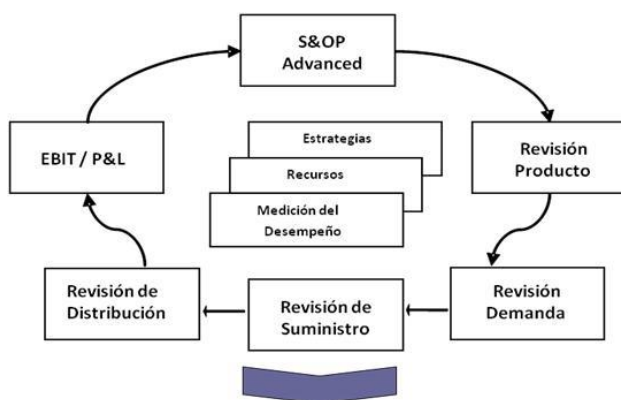 S&OP
Advanced
EBIT / P&L
Estrategias
Recursos
Medición del
Desempeño
Revisión
Producto
Revisión de
Distribución
Revisión de
Suministro
Revisión
Demanda